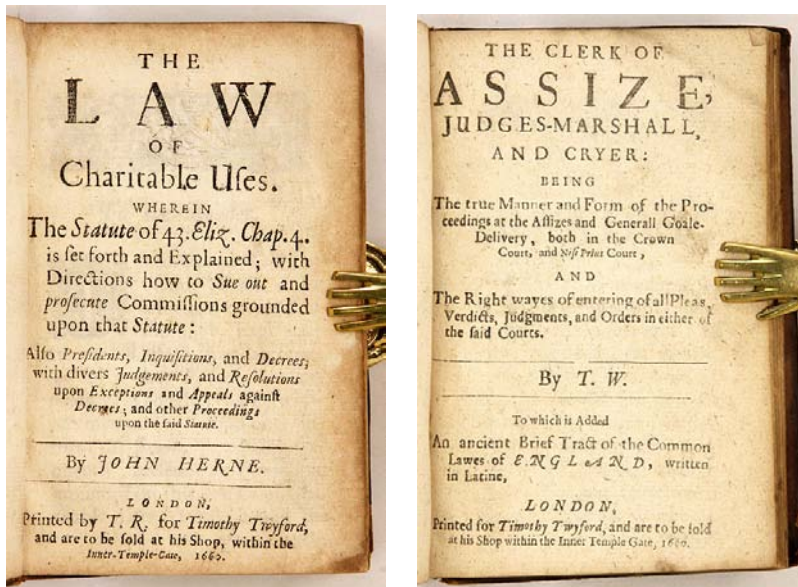 THE
LAW
OF
Charitable Uſes.
WHEREIN
The Statute of 43. Eliz. Chap. 4.
is ſet forth and Explained; with
Directions how to Sue out and
proſecute Commiſſions grounded
upon that Statute:
Alſo Preſidents, Inquiſitions, and Decrees;
with divers Judgements, and Reſolutions
upon Exceptions and Appeals againſt
Decrees; and other Proceedings
upon the ſaid Statute.
By JOHN HERNE.
LONDON,
Printed by T. R. for Timothy Twyford,
and are to be ſold at his Shop, within the
Inner-Temple-Gate, 1660.
THE CLERK OF
ASSIZE,
JUDGES-MARSHALL,
AND CRYER:
BEING
The true Manner and Form of the Pro-
ceedings at the Aſſizes and Generall Goale-
Delivery, both in the Crown
Court, and Niſi Prius Court,
AND
The Right wayes of entering of all Pleas,
Verdicts, Judgments, and Orders in either of
the ſaid Courts.
By T. W.
To which is Added
An ancient Brief Tract of the Common
Lawes of ENGLAND, written
in Latine,
LONDON,
Printed for Timothy Twyford, and are to be ſold
at his Shop within the Inner Temple Gate, 1660.